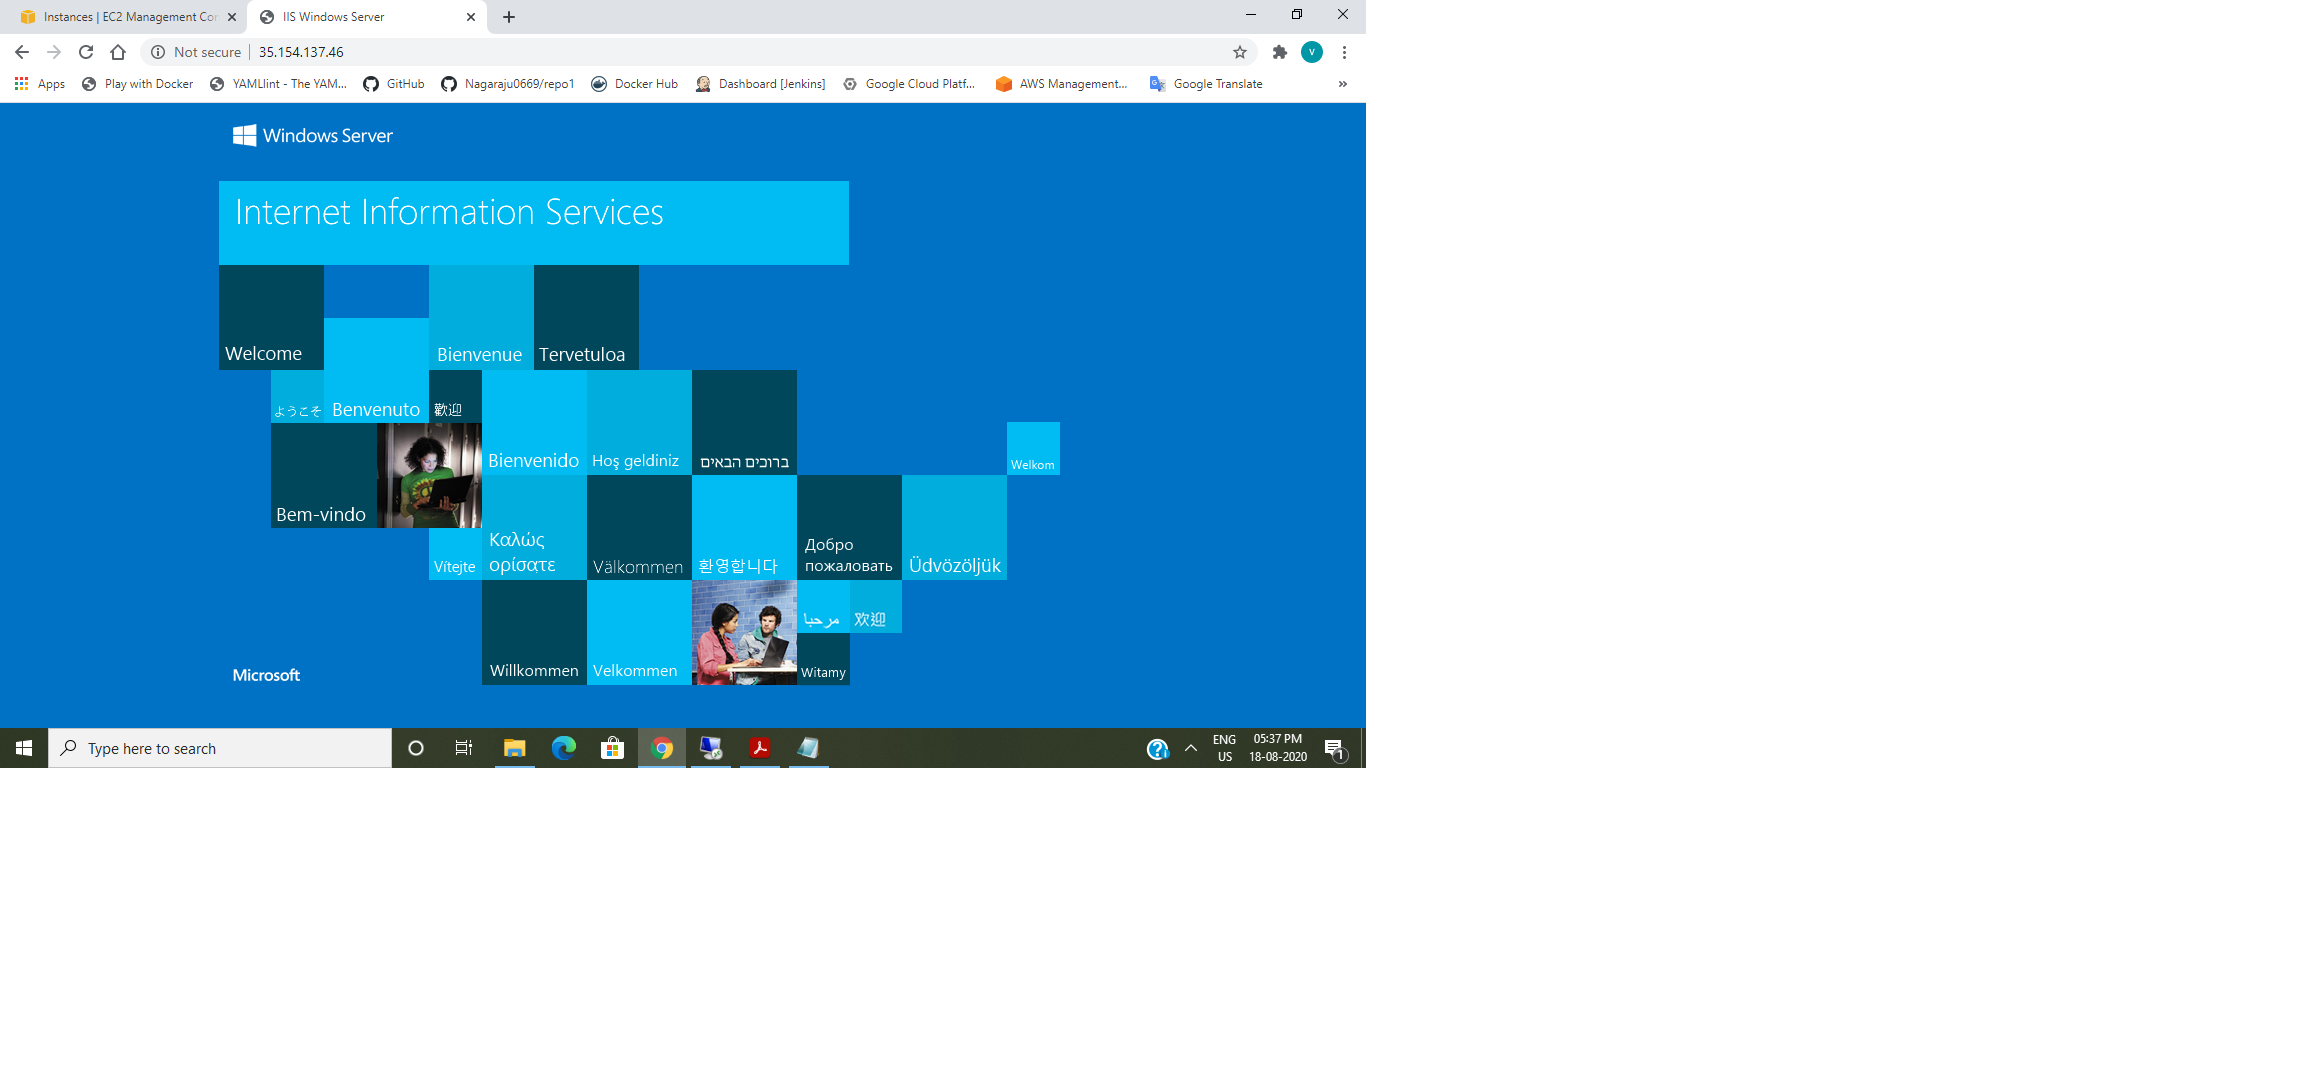 Instances | EC2 Management Con
IIS Windows Server
Not secure
35.154.137.46
Apps
Play with Docker
YAMLlint - The YAM...
GitHub
Nagaraju0669/repo1
Docker Hub
Dashboard [Jenkins]
Google Cloud Platf...
AWS Management...
Google Translate
»
Windows Server
Internet Information Services
Welcome
Bienvenue
Tervetuloa
ようこそ
Benvenuto
歡迎
Bienvenido
Hoş geldiniz
ברוכים הבאים
Welkom
Bem-vindo
Vítejte
Καλώς
ορίσατε
Välkommen
환영합니다
Добро
пожаловать
Üdvözöljük
Willkommen
Velkommen
مرحبا
欢迎
Witamy
Microsoft
Type here to search
ENG
US
05:37 PM
18-08-2020
1
V